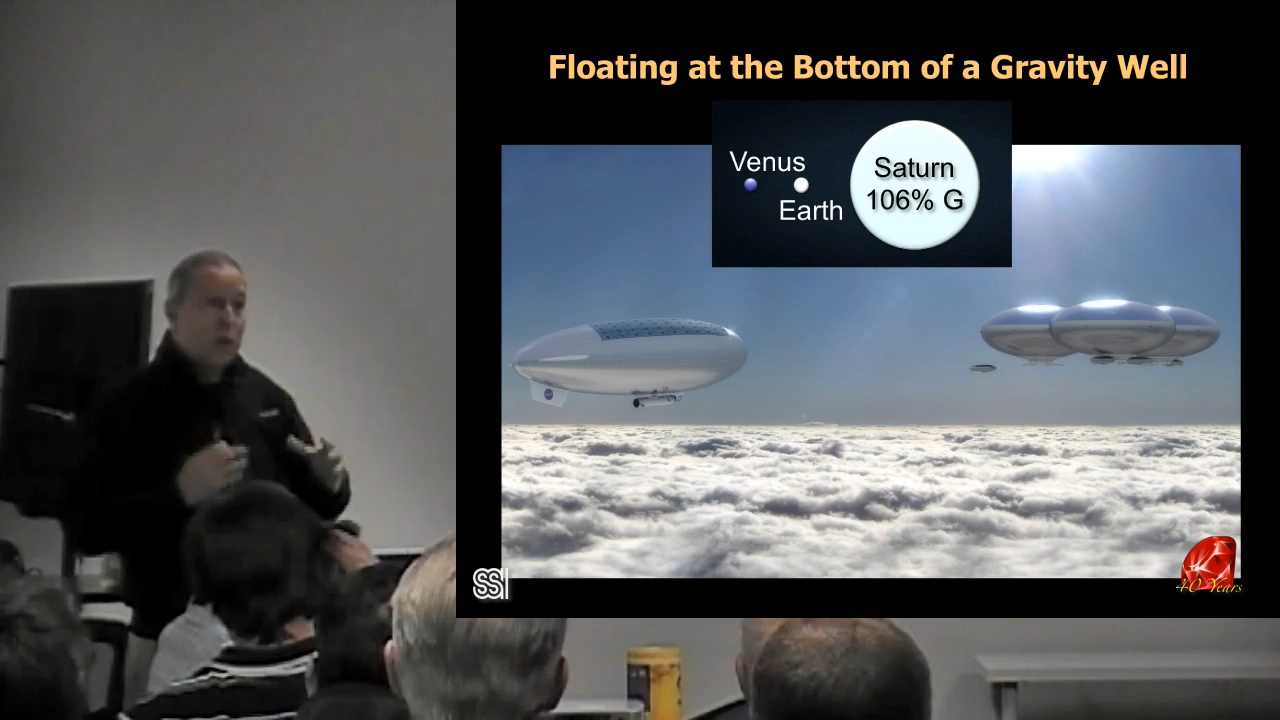 Floating at the Bottom of a Gravity Well
Venus
Earth
Saturn
106% G
SSI
40 Years